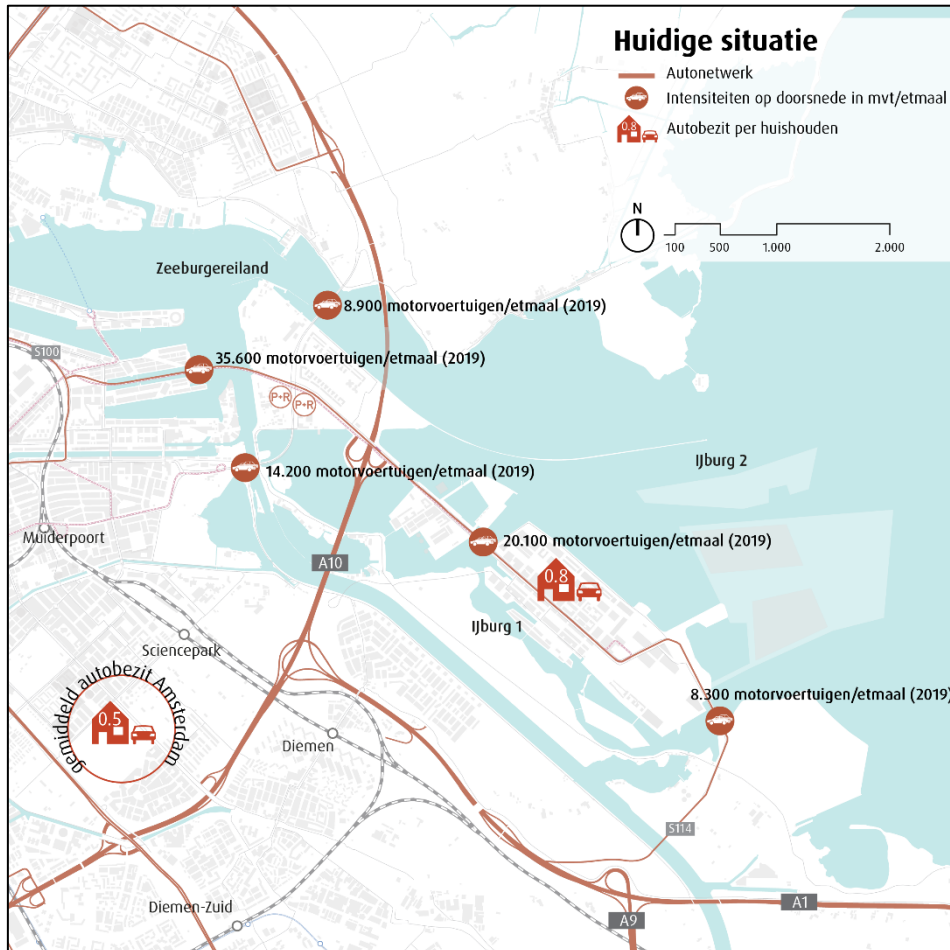 Huidige situatie
Autonetwerk
Intensiteiten op doorsnede in mvt/etmaal
0.8
Autobezit per huishouden
N
100
500
1.000
2.000
Zeeburgereiland
8.900 motorvoertuigen/etmaal (2019)
S100
35.600 motorvoertuigen/etmaal (2019)
P+R
P+R
IJburg 2
14.200 motorvoertuigen/etmaal (2019)
Muiderpoort
20.100 motorvoertuigen/etmaal (2019)
A10
0.8
IJburg 1
Sciencepark
gemiddeld autobezit Amsterdam
0.5
8.300 motorvoertuigen/etmaal (2019)
Diemen
S114
Diemen-Zuid
A1
A9